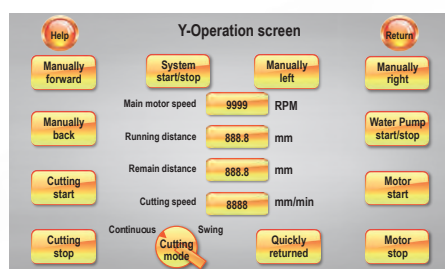 Help
Y-Operation screen
Return
Manually
forward
System
start/stop
Manually
left
Manually
right
Main motor speed 9999 RPM
Manually
back
Running distance 888.8 mm
Water Pump
start/stop
Remain distance 888.8 mm
Cutting
start
Motor
start
Cutting speed 8888 mm/min
Continuous Swing
Cutting
stop
Cutting
mode
Quickly
returned
Motor
stop